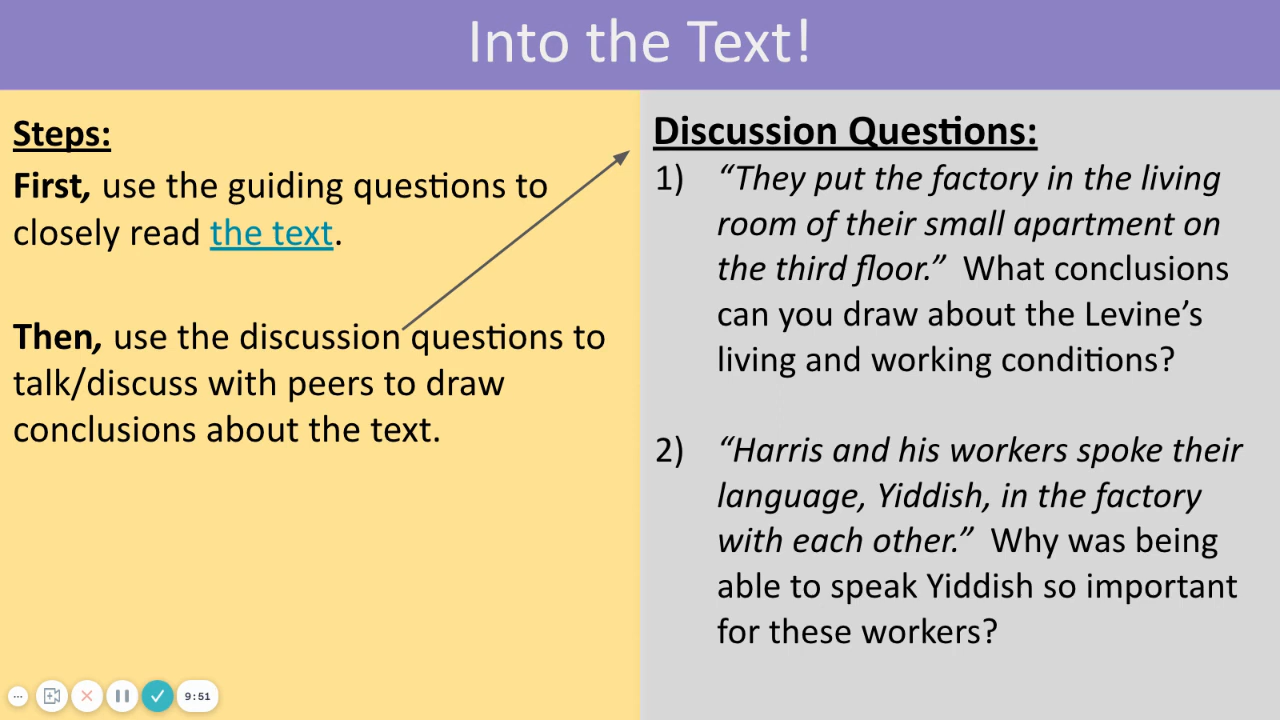 Into the Text!
Steps:
First, use the guiding questions to
closely read the text.
Then, use the discussion questions to
talk/discuss with peers to draw
conclusions about the text.
Discussion Questions:
1) “They put the factory in the living
room of their small apartment on
the third floor.” What conclusions
can you draw about the Levine’s
living and working conditions?
2) “Harris and his workers spoke their
language, Yiddish, in the factory
with each other.” Why was being
able to speak Yiddish so important
for these workers?
9:51